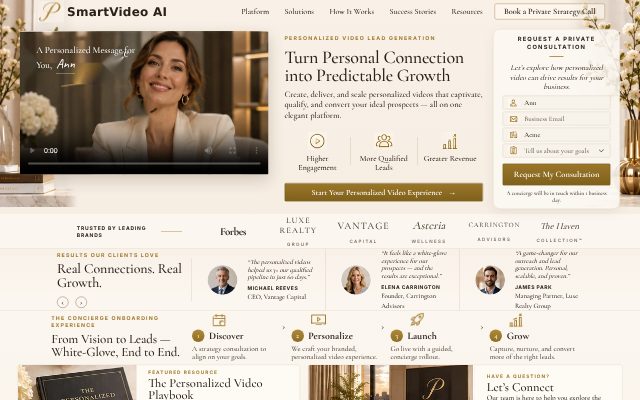 P SmartVideo AI
Platform Solutions How It Works Success Stories Resources Book a Private Strategy Call
A Personalized Message for
You, Ann
0:00
PERSONALIZED VIDEO LEAD GENERATION
Turn Personal Connection
into Predictable Growth
Create, deliver, and scale personalized videos that captivate,
qualify, and convert your ideal prospects — all on one
elegant platform.
Higher
Engagement
More Qualified
Leads
Greater Revenue
Start Your Personalized Video Experience →
REQUEST A PRIVATE
CONSULTATION
Let's explore how personalized
video can drive results for your
business.
Ann
Business Email
Acme
Tell us about your goals
Request My Consultation
A concierge will be in touch within 1 business
day.
TRUSTED BY LEADING
BRANDS
Forbes
LUXE
REALTY
GROUP
VANTAGE
CAPITAL
Asteria
WELLNESS
CARRINGTON
ADVISORS
The Haven
COLLECTION™
RESULTS OUR CLIENTS LOVE
Real Connections. Real
Growth.
"The personalized videos
helped us 3x our qualified
pipeline in just 60 days."
MICHAEL REEVES
CEO, Vantage Capital
"It feels like a white-glove
experience for our
prospects — and the
results are exceptional."
ELENA CARRINGTON
Founder, Carrington
Advisors
"A game-changer for our
outreach and lead
generation. Personal,
scalable, and proven."
JAMES PARK
Managing Partner, Luxe
Realty Group
THE CONCIERGE ONBOARDING
EXPERIENCE
From Vision to Leads —
White-Glove, End to End.
1 Discover
A strategy consultation to
align on your goals.
2 Personalize
We craft your branded,
personalized video experience.
3 Launch
Go live with a guided,
concierge rollout.
4 Grow
Capture, nurture, and convert
more of the right leads.
THE
PERSONALIZED
FEATURED RESOURCE
The Personalized Video
Playbook
P
HAVE A QUESTION?
Let's Connect
Our team is here to help you explore the